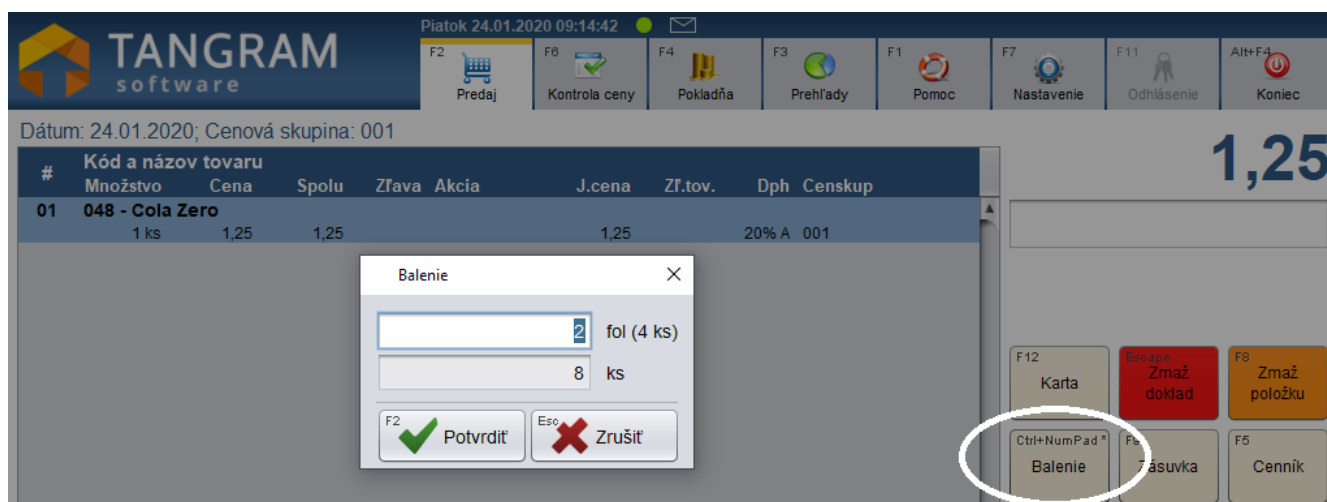 TANGRAM
software
Piatok 24.01.2020 09:14:42
F2 Predaj
F6 Kontrola ceny
F4 Pokladňa
F3 Prehľady
F1 Pomoc
F7 Nastavenie
F11 Odhlásenie
Alt+F4 Koniec
Dátum: 24.01.2020; Cenová skupina: 001
1,25
# Kód a názov tovaru
Množstvo Cena Spolu Zľava Akcia J.cena Zľ.tov. Dph Censkup
01 048 - Cola Zero
1 ks 1,25 1,25 1,25 20% A 001
Balenie
2 fol (4 ks)
8 ks
F2 Potvrdiť
Esc Zrušiť
F12
Karta
Escape
Zmaž
doklad
F8
Zmaž
položku
Ctrl+NumPad *
Balenie
Zásuvka
F5
Cenník